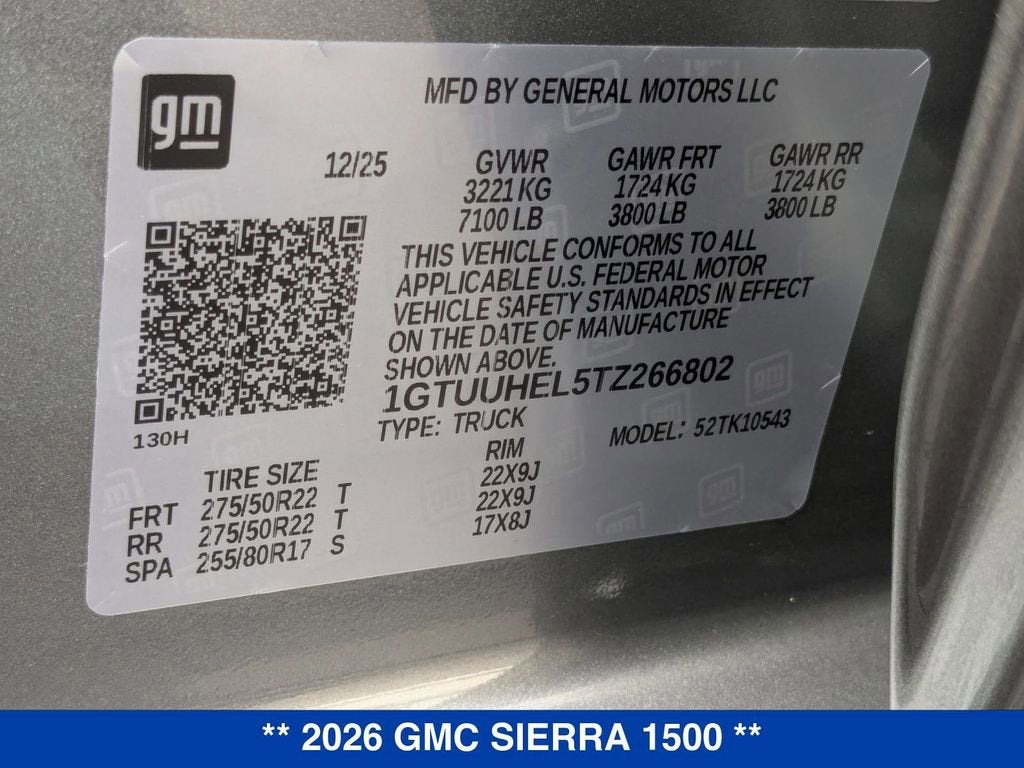 gm
MFD BY GENERAL MOTORS LLC
12/25 GVWR GAWR FRT GAWR RR
3221 KG 1724 KG 1724 KG
7100 LB 3800 LB 3800 LB
THIS VEHICLE CONFORMS TO ALL
APPLICABLE U.S. FEDERAL MOTOR
VEHICLE SAFETY STANDARDS IN EFFECT
ON THE DATE OF MANUFACTURE
SHOWN ABOVE.
1GTUUHEL5TZ266802
130H
TYPE: TRUCK MODEL: 52TK10543
TIRE SIZE RIM
FRT 275/50R22 T 22X9J
RR 275/50R22 T 22X9J
SPA 255/80R17 S 17X8J
** 2026 GMC SIERRA 1500 **